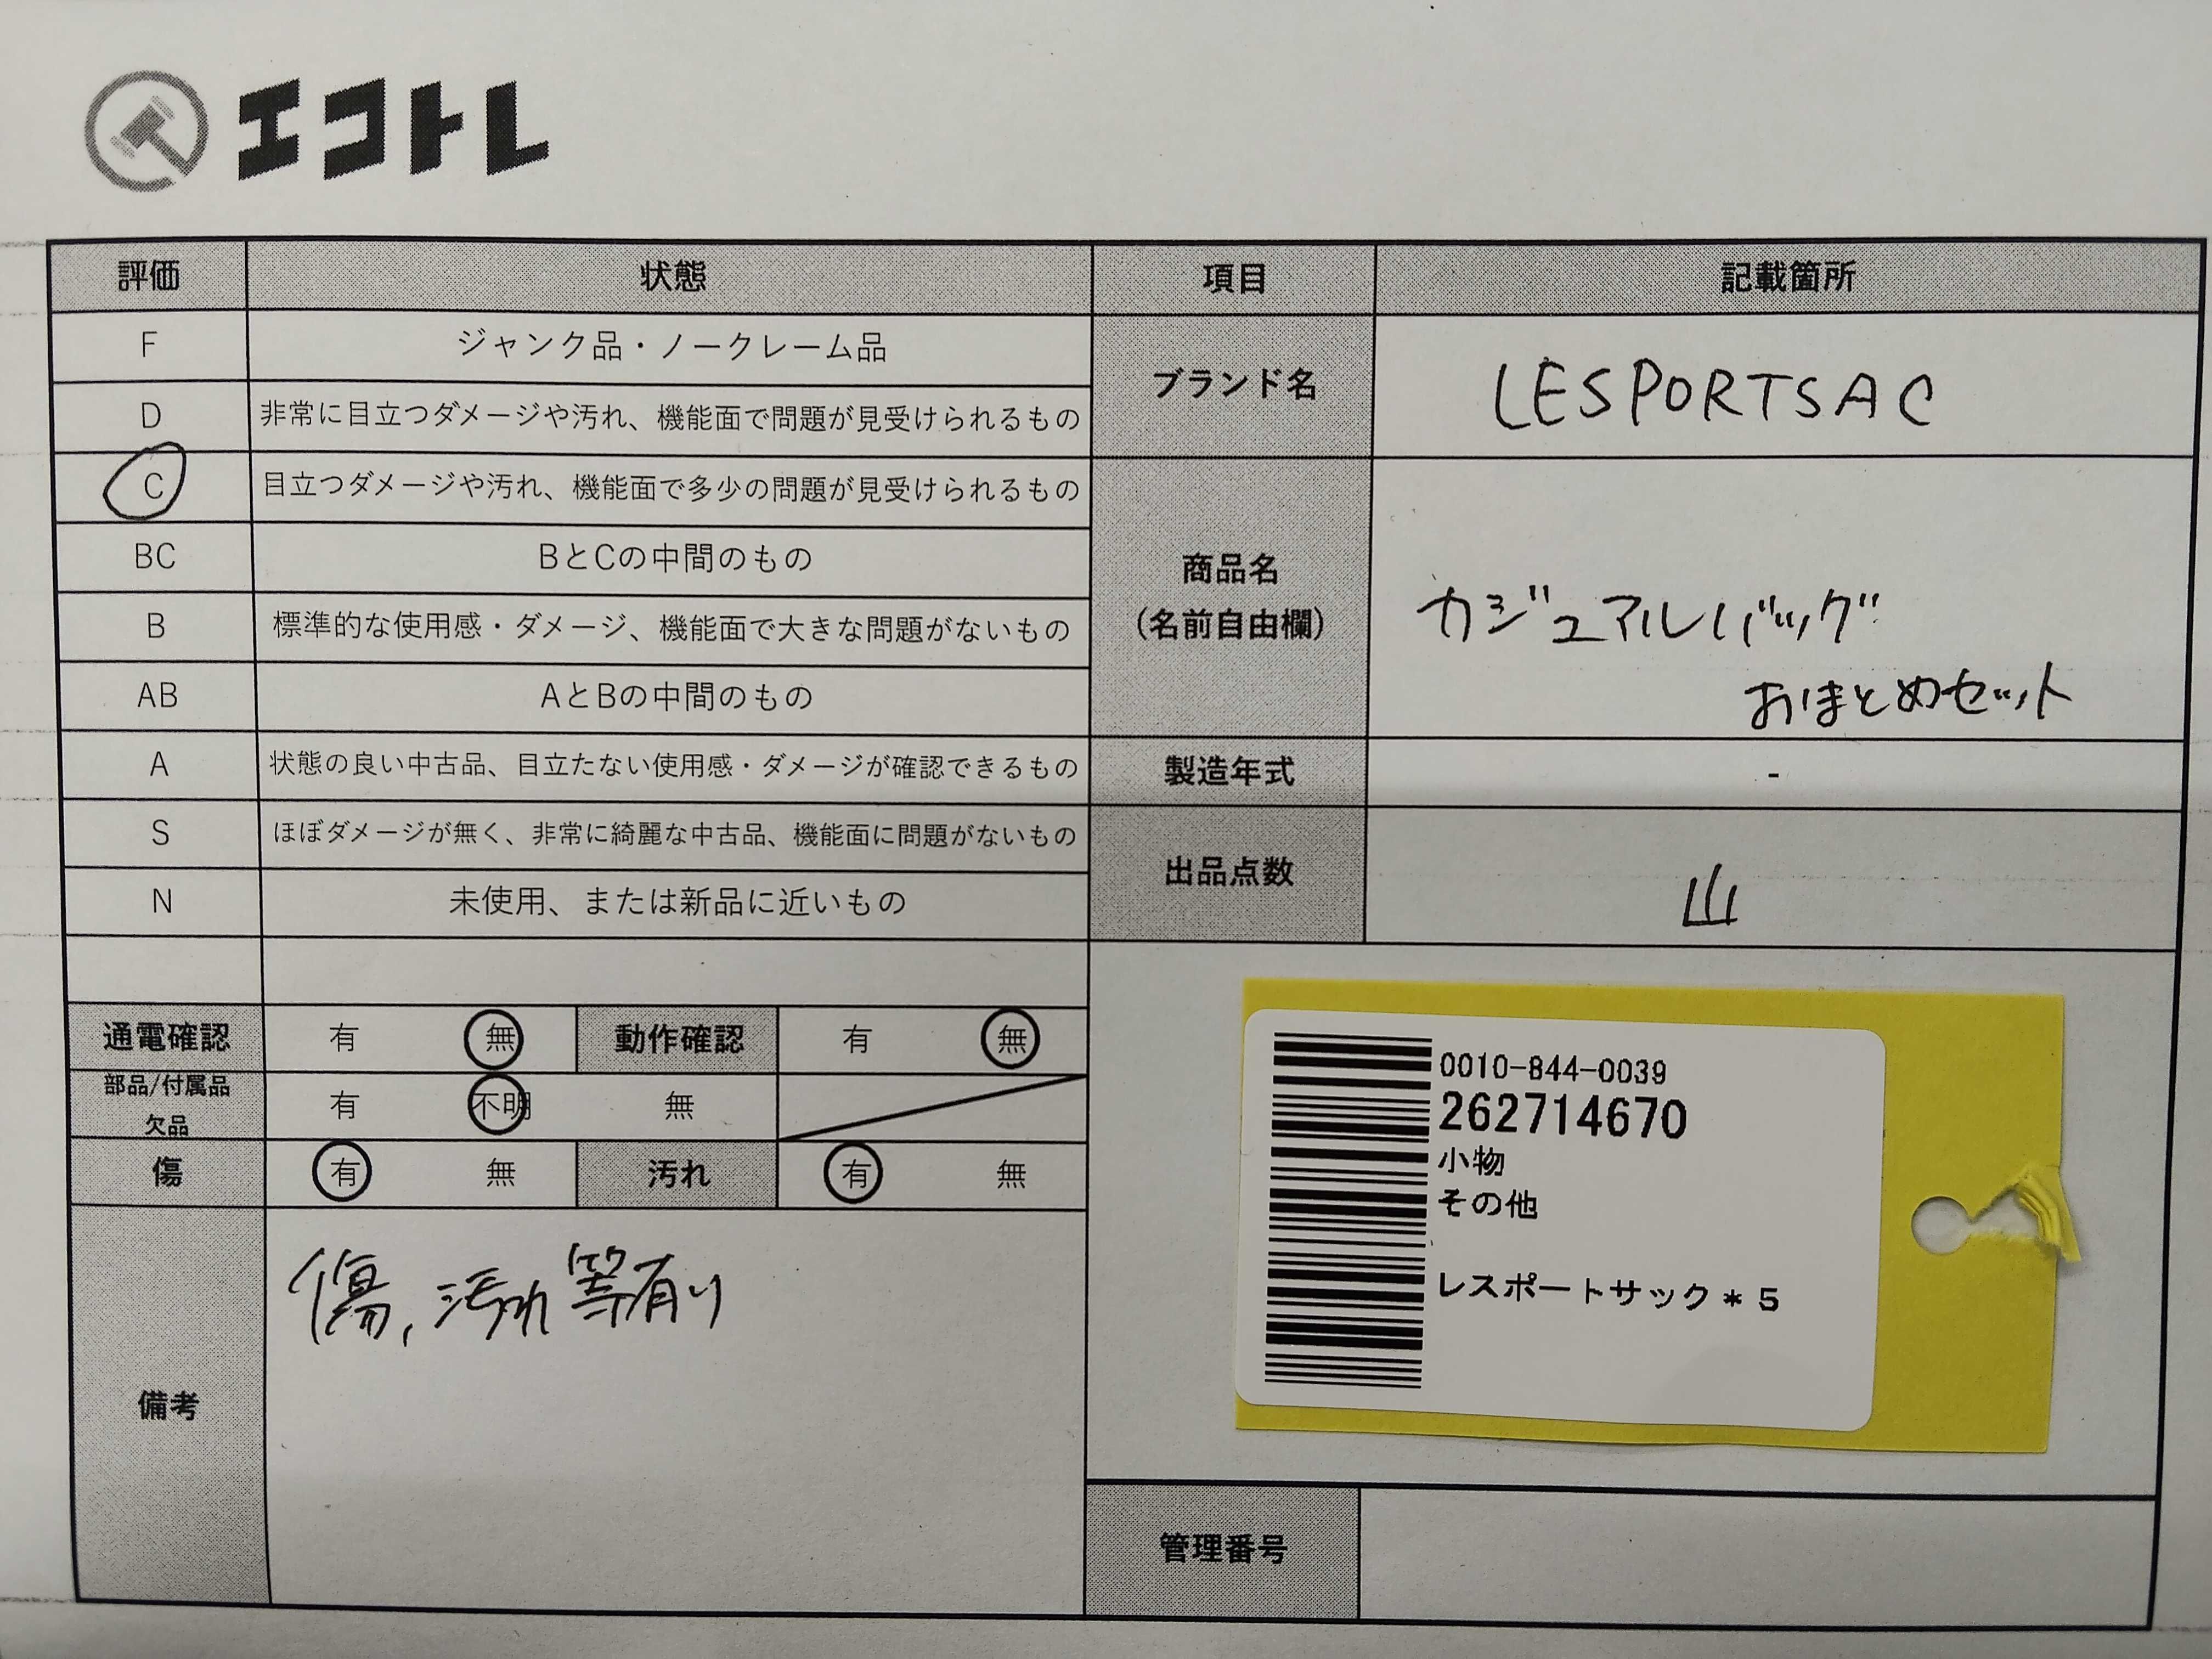 エコトレ
評価 状態 項目 記載箇所
F ジャンク品・ノークレーム品
D 非常に目立つダメージや汚れ、機能面で問題が見受けられるもの
C 目立つダメージや汚れ、機能面で多少の問題が見受けられるもの
BC BとCの中間のもの
B 標準的な使用感・ダメージ、機能面で大きな問題がないもの
AB AとBの中間のもの
A 状態の良い中古品、目立たない使用感・ダメージが確認できるもの
S ほぼダメージが無く、非常に綺麗な中古品、機能面に問題がないもの
N 未使用、または新品に近いもの
ブランド名 LESPORTSAC
商品名
(名前自由欄)
カジュアルバッグ
おまとめセット
製造年式 -
出品点数 山
通電確認 有 無 動作確認 有 無
部品/付属品
欠品
有 不明 無
傷 有 無 汚れ 有 無
備考 傷、汚れ等有り
0010-844-0039
262714670
小物
その他
レスポートサック*5
管理番号